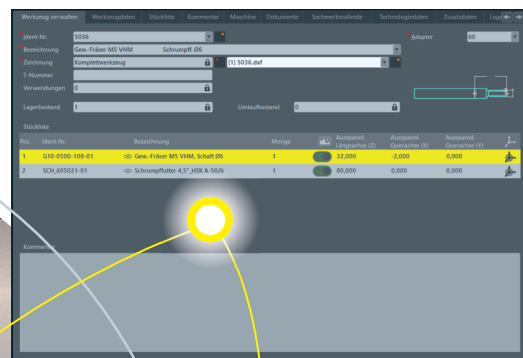 Werkzeug verwalten Werkzeugdaten Stückliste Kommentar Maschine Dokumente Sachmerkmalleiste Technologiedaten Zusatzdaten
Ident-Nr. 5036 Adapter 60
Bezeichnung Gew.-Fräser M5 VHM Schrumpft Ø6
Zeichnung Komplettwerkzeug [1] 5036.dxf
T-Nummer
Verwendungen 0
Lagerbestand 1 Umlaufbestand 0
Stückliste
Pos. Ident-Nr. Bezeichnung Menge Ausspannl. Längsachse (Z) Ausspannl. Querachse (X) Ausspannl. Querachse (Y)
1 G10-0500-108-01 Gew.-Fräser M5 VHM, Schaft Ø6 1 32,000 -2,000 0,000
2 SCH_605021-01 Schrumpffutter 4,5°_HSK A-50/6 1 80,000 0,000 0,000
Kommentar